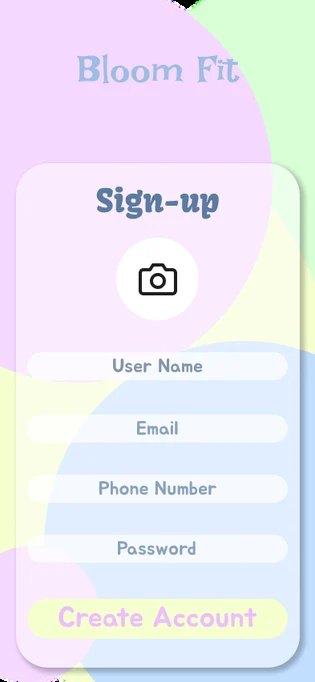 Bloom Fit
Sign-up
User Name
Email
Phone Number
Password
Create Account